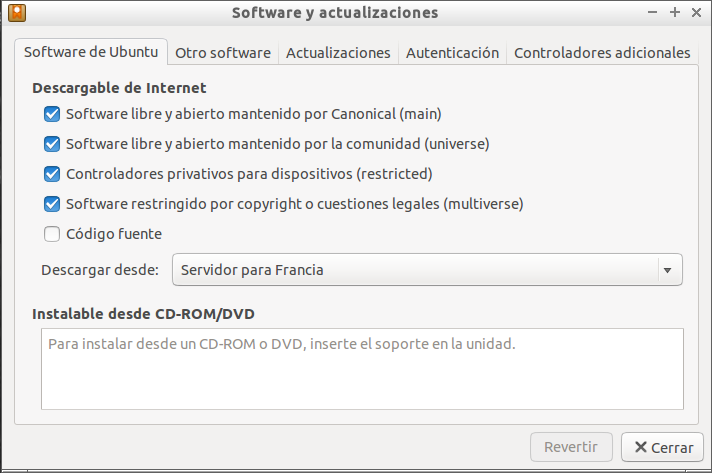 Software y actualizaciones
Software de Ubuntu Otro software Actualizaciones Autenticación Controladores adicionales
Descargable de Internet
Software libre y abierto mantenido por Canonical (main)
Software libre y abierto mantenido por la comunidad (universe)
Controladores privativos para dispositivos (restricted)
Software restringido por copyright o cuestiones legales (multiverse)
Código fuente
Descargar desde: Servidor para Francia
Instalable desde CD-ROM/DVD
Para instalar desde un CD-ROM o DVD, inserte el soporte en la unidad.
Revertir Cerrar